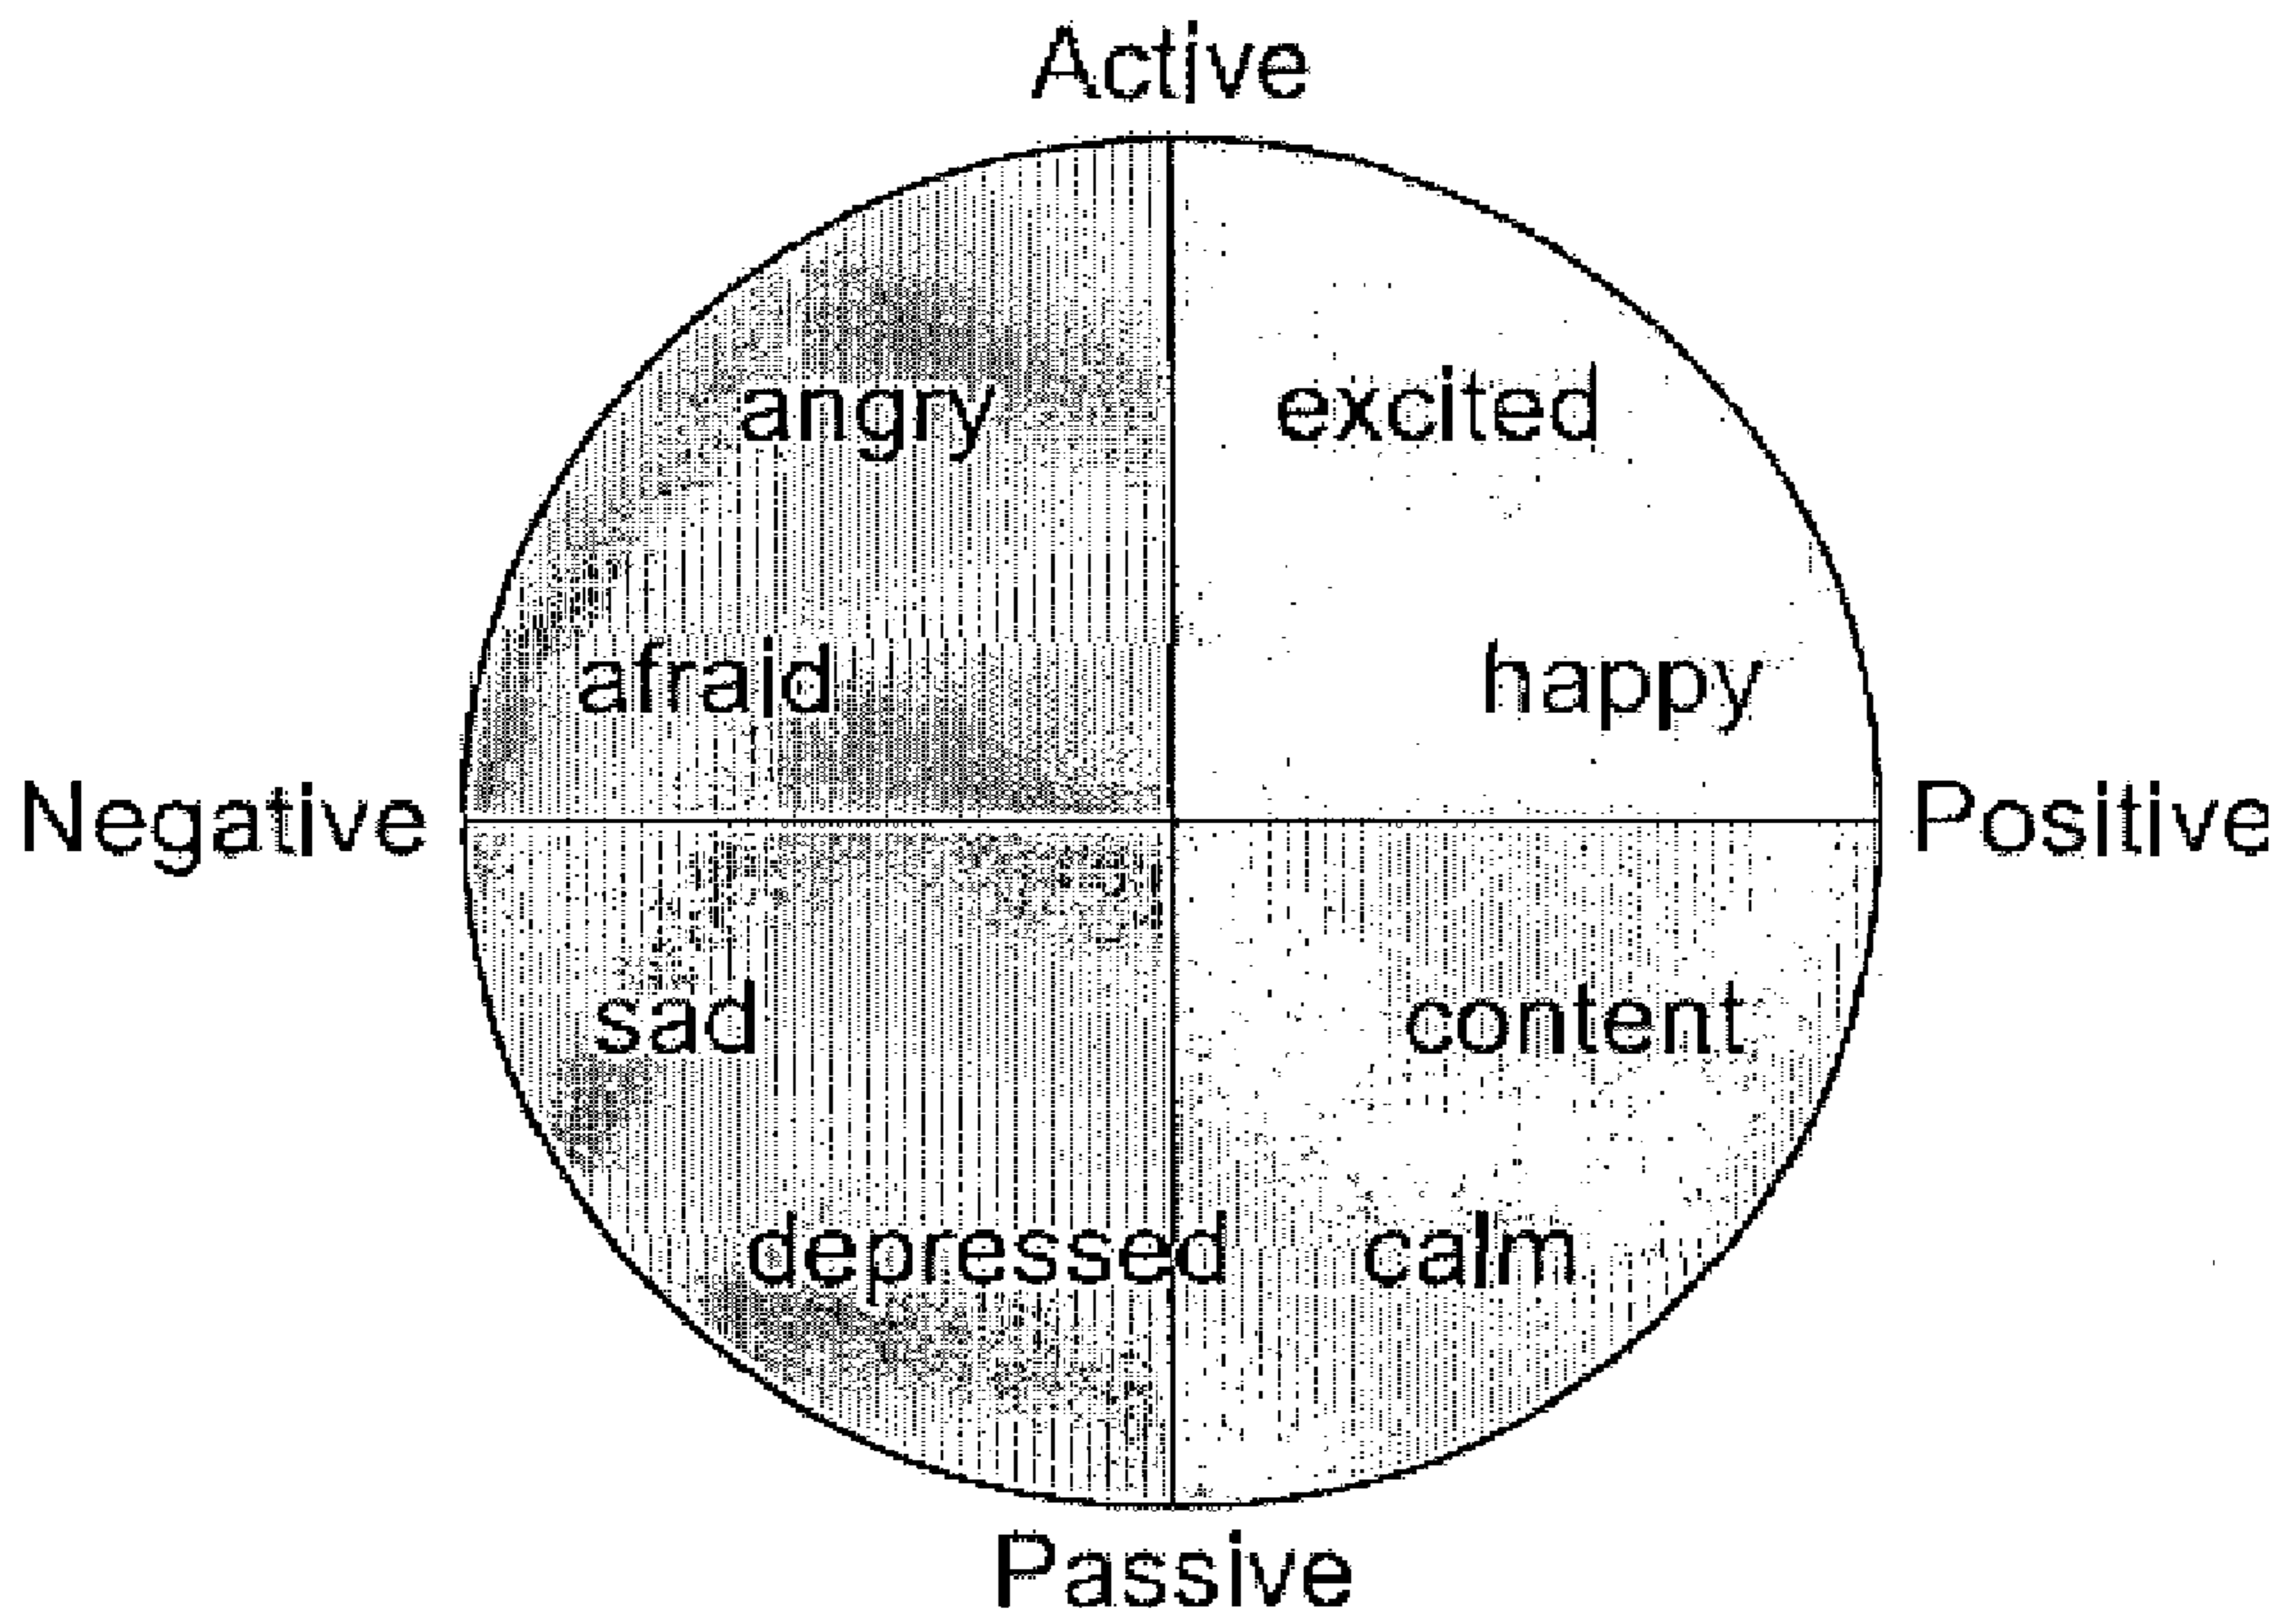 Active
angry excited
afraid happy
Negative Positive
sad content
depressed calm
Passive